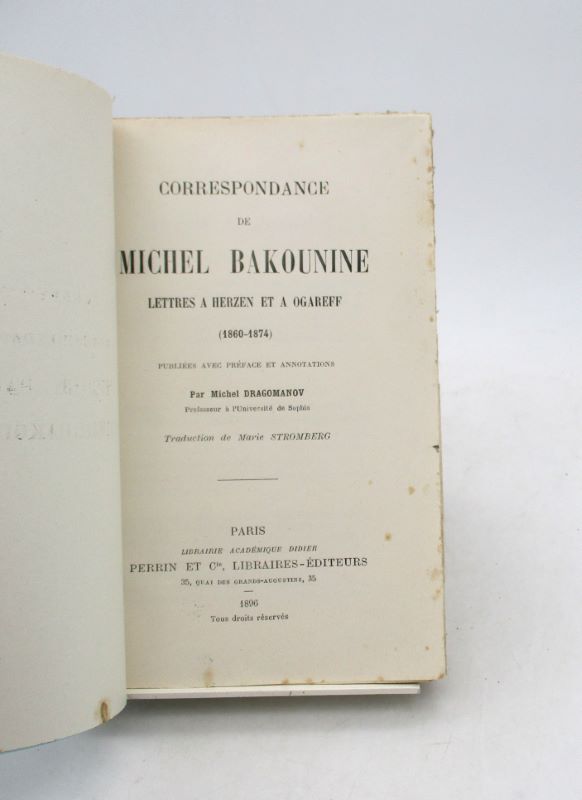 CORRESPONDANCE
DE
MICHEL BAKOUNINE
LETTRES A HERZEN ET A OGAREFF
(1860-1874)
PUBLIÉES AVEC PRÉFACE ET ANNOTATIONS
Par Michel DRAGOMANOV
Professeur à l'Université de Sophia
Traduction de Marie STROMBERG
PARIS
LIBRAIRIE ACADÉMIQUE DIDIER
PERRIN ET Cie, LIBRAIRES-ÉDITEURS
35, QUAI DES GRANDS-AUGUSTINS, 35
1896
Tous droits réservés